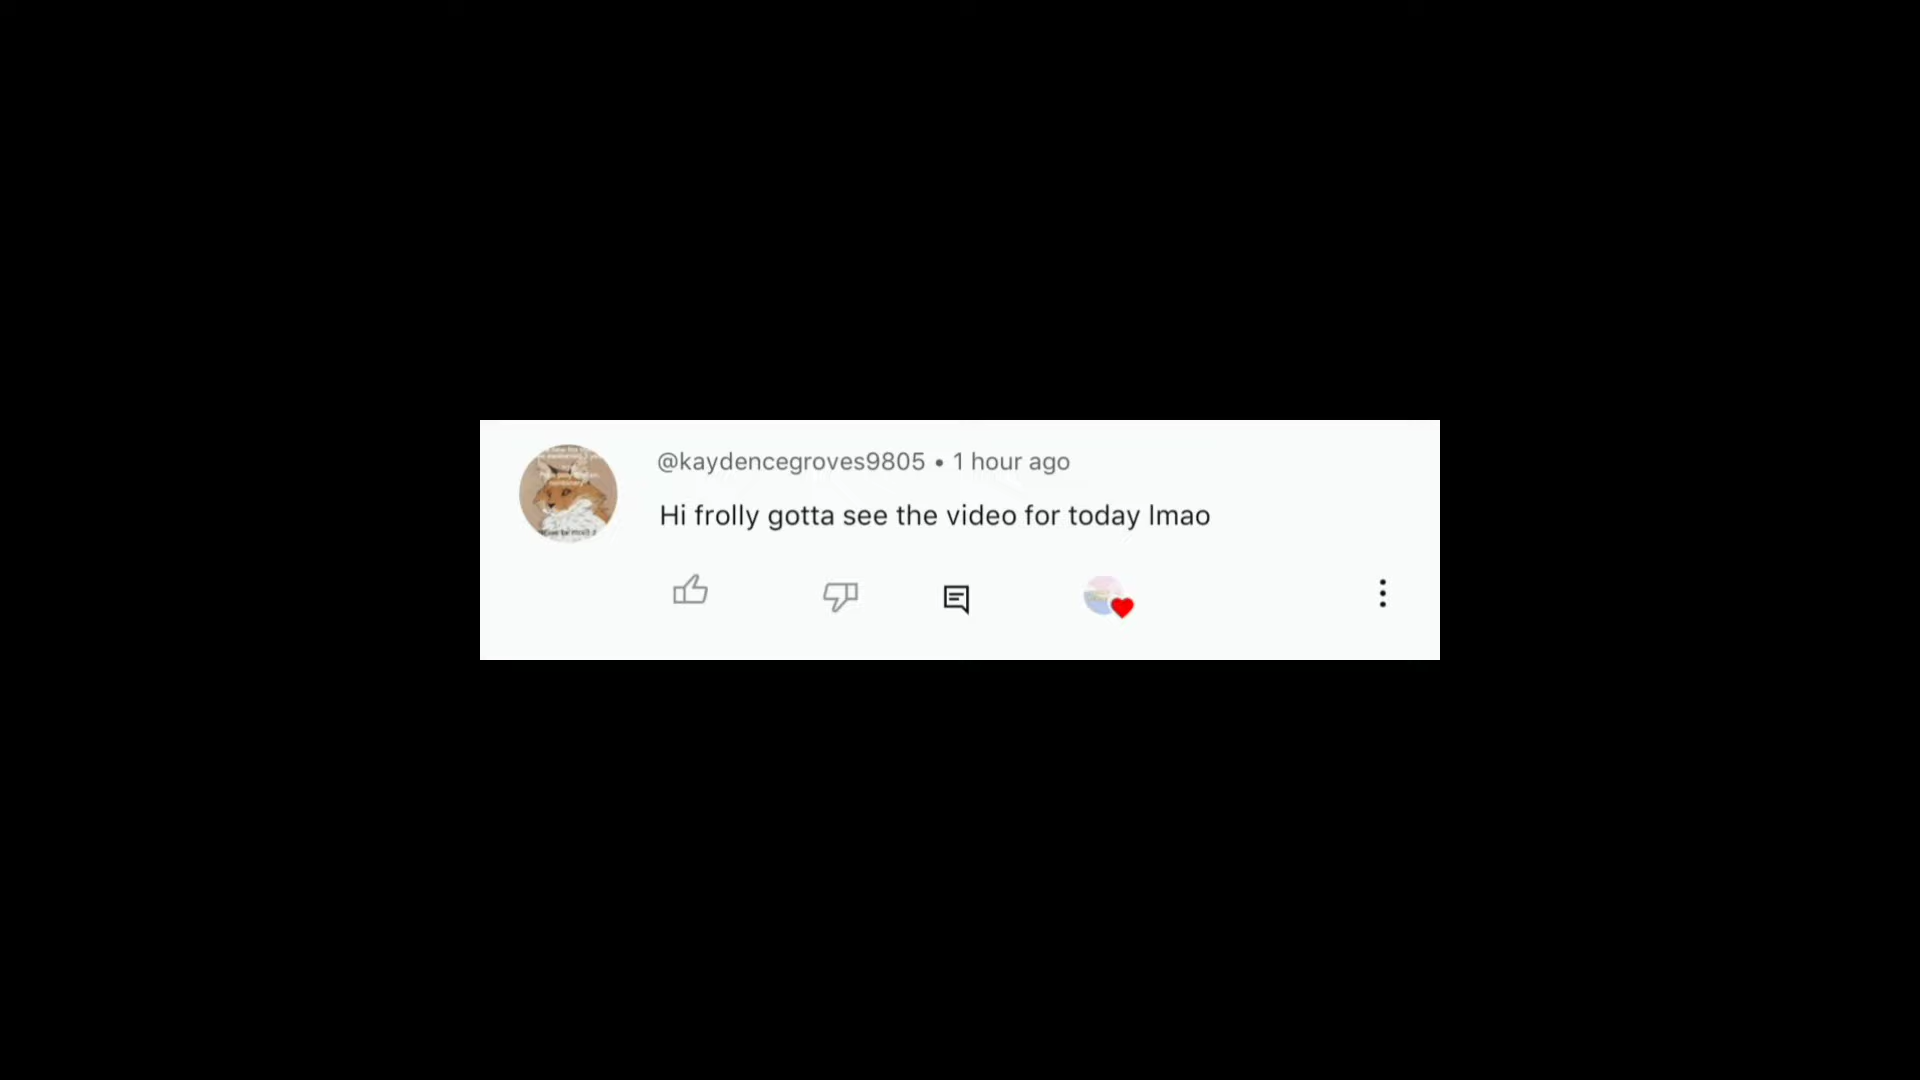 @kaydencegroves9805 • 1 hour ago
Hi frolly gotta see the video for today lmao